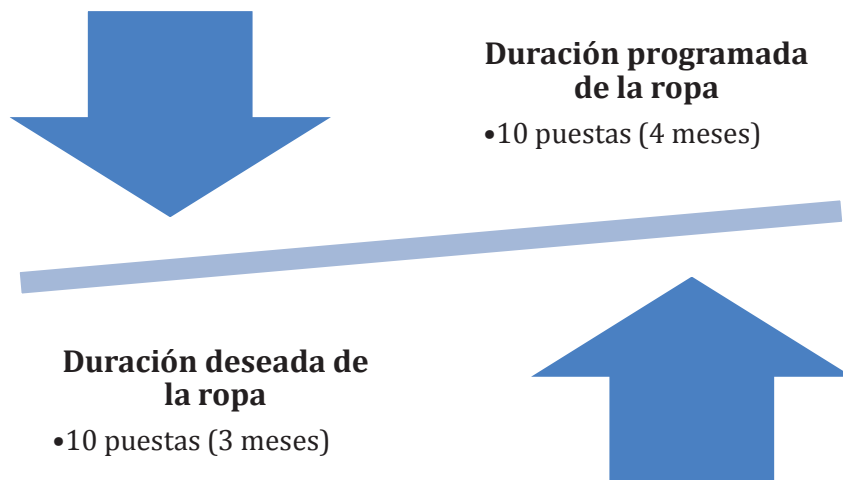 Duración programada
de la ropa
•10 puestas (4 meses)
Duración deseada de
la ropa
•10 puestas (3 meses)